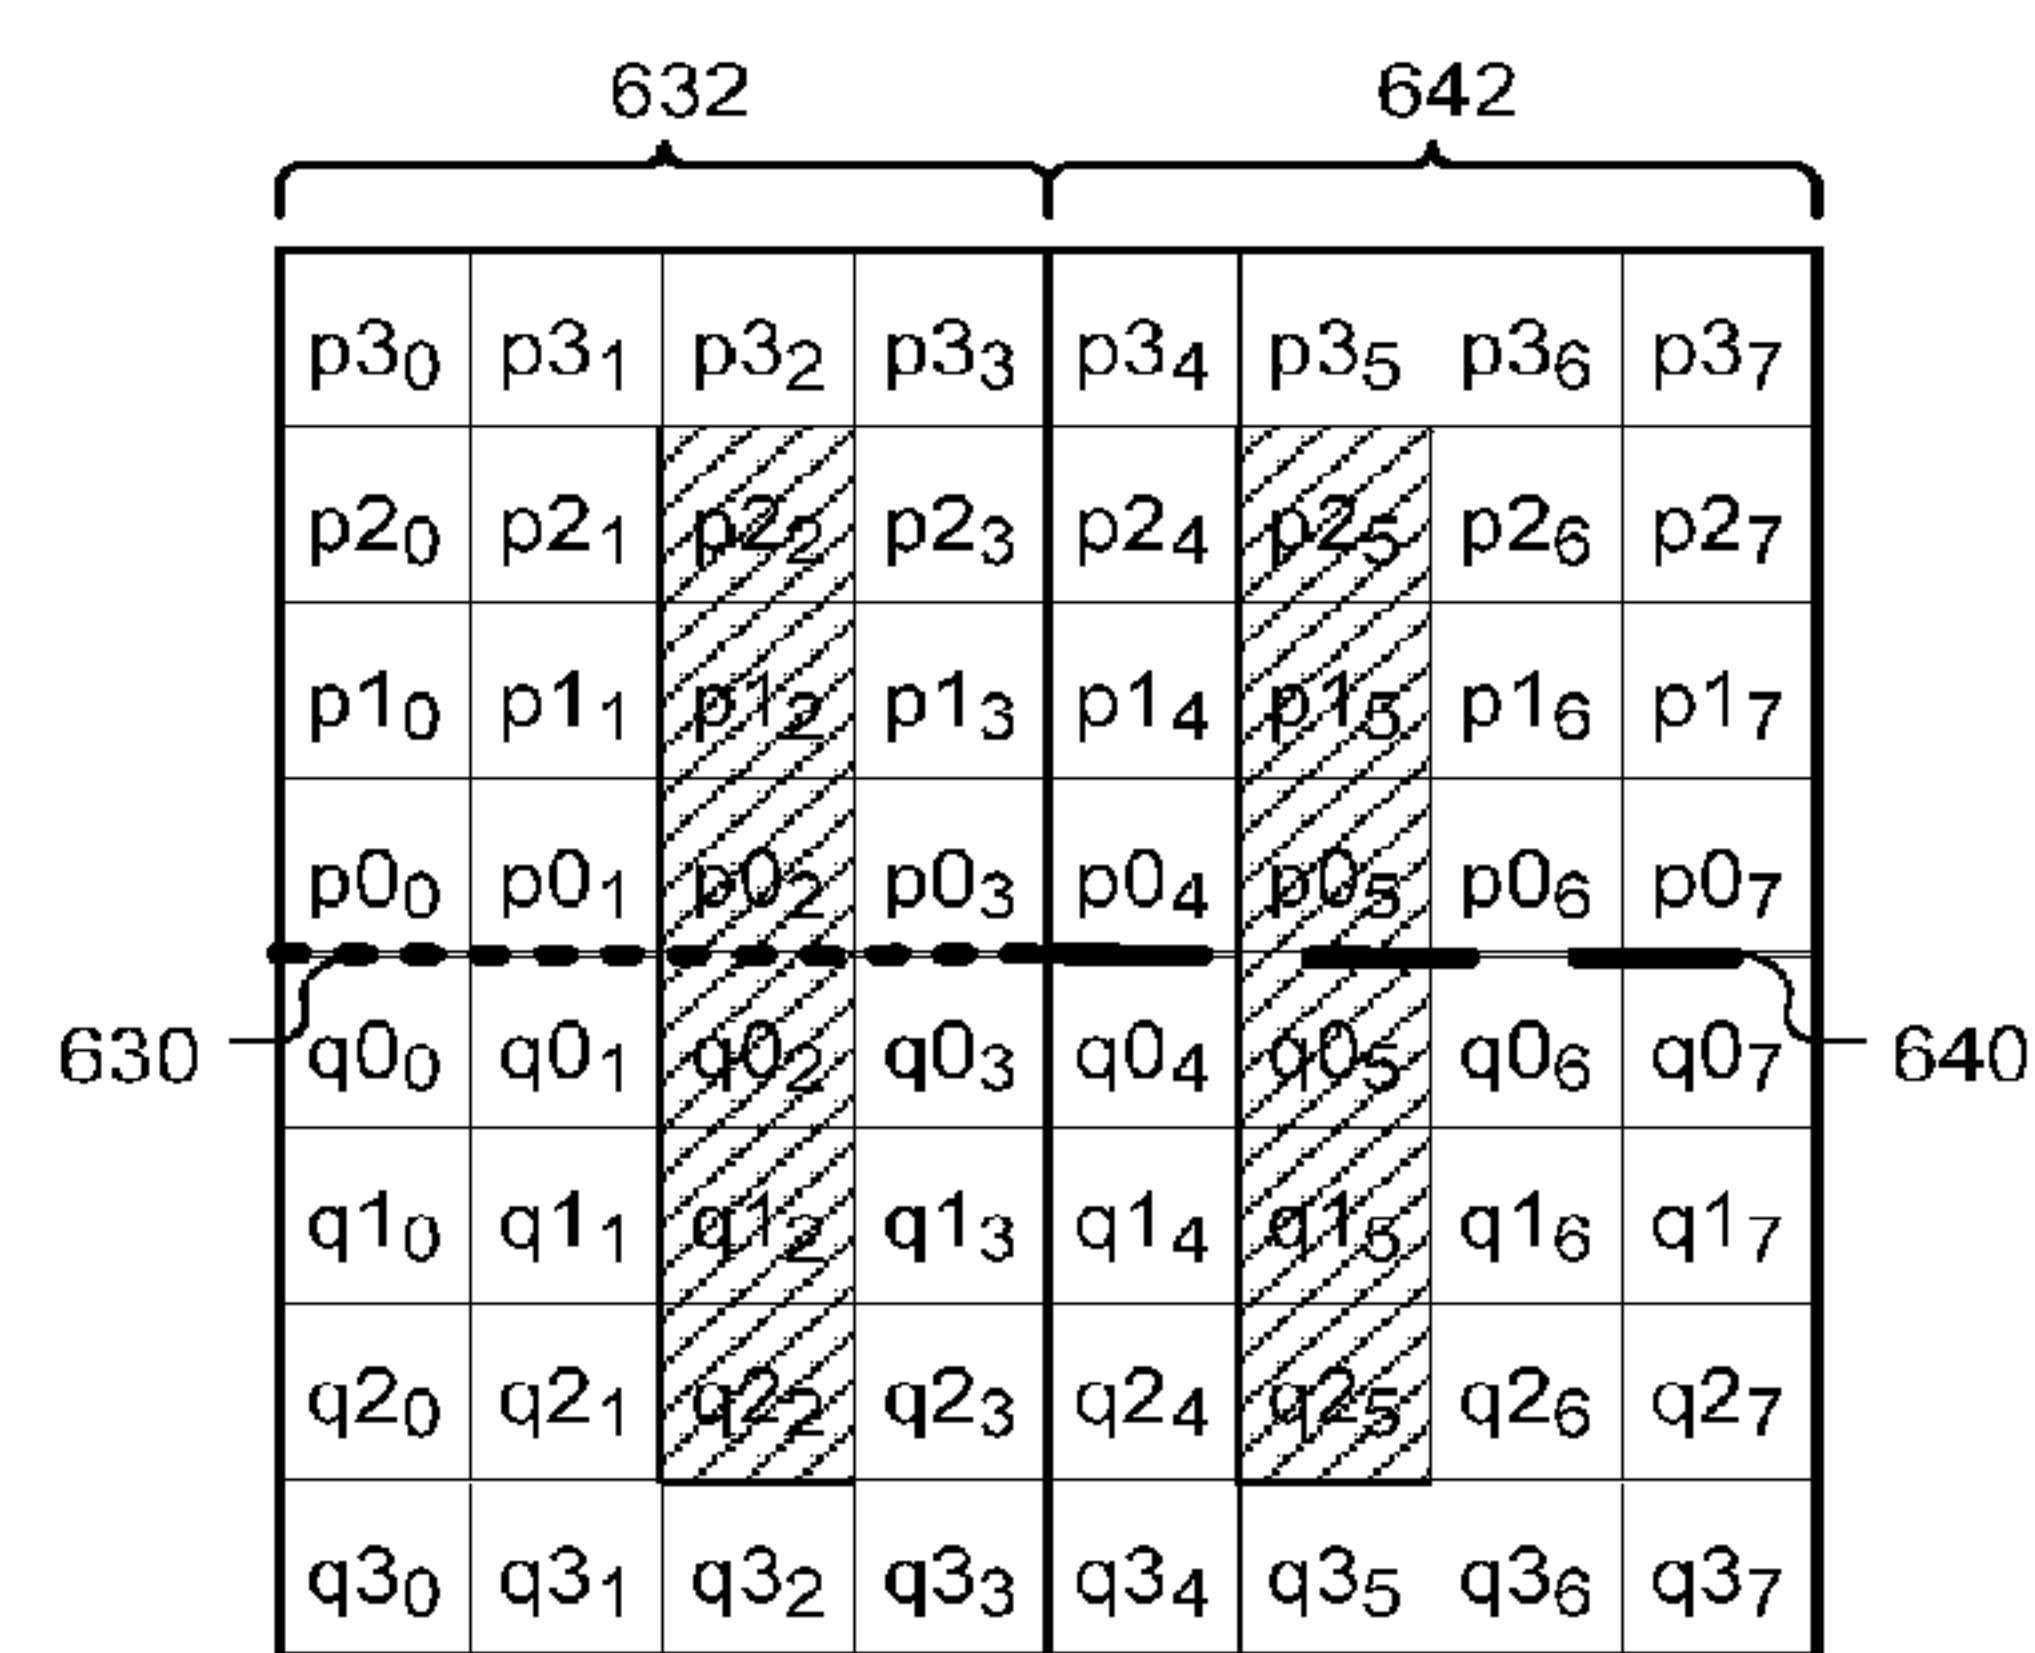 632 642
p3₀ p3₁ p3₂ p3₃ p3₄ p3₅ p3₆ p3₇
p2₀ p2₁ p2₂ p2₃ p2₄ p2₅ p2₆ p2₇
p1₀ p1₁ p1₂ p1₃ p1₄ p1₅ p1₆ p1₇
p0₀ p0₁ p0₂ p0₃ p0₄ p0₅ p0₆ p0₇
630 q0₀ q0₁ q0₂ q0₃ q0₄ q0₅ q0₆ q0₇ 640
q1₀ q1₁ q1₂ q1₃ q1₄ q1₅ q1₆ q1₇
q2₀ q2₁ q2₂ q2₃ q2₄ q2₅ q2₆ q2₇
q3₀ q3₁ q3₂ q3₃ q3₄ q3₅ q3₆ q3₇